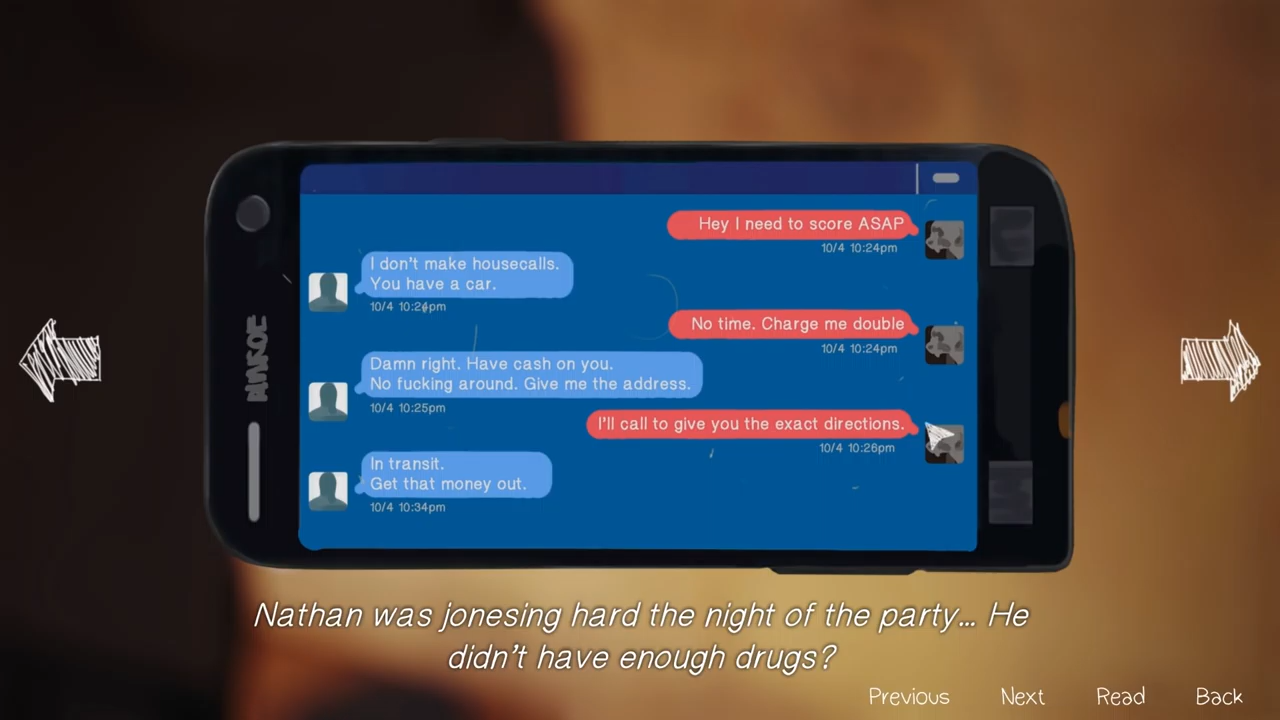 Hey I need to score ASAP
10/4 10:24pm
I don't make housecalls.
You have a car.
10/4 10:24pm
No time. Charge me double
10/4 10:24pm
Damn right. Have cash on you.
No fucking around. Give me the address.
10/4 10:25pm
I'll call to give you the exact directions.
10/4 10:26pm
In transit.
Get that money out.
10/4 10:34pm
Nathan was jonesing hard the night of the party... He
didn't have enough drugs?
Previous Next Read Back